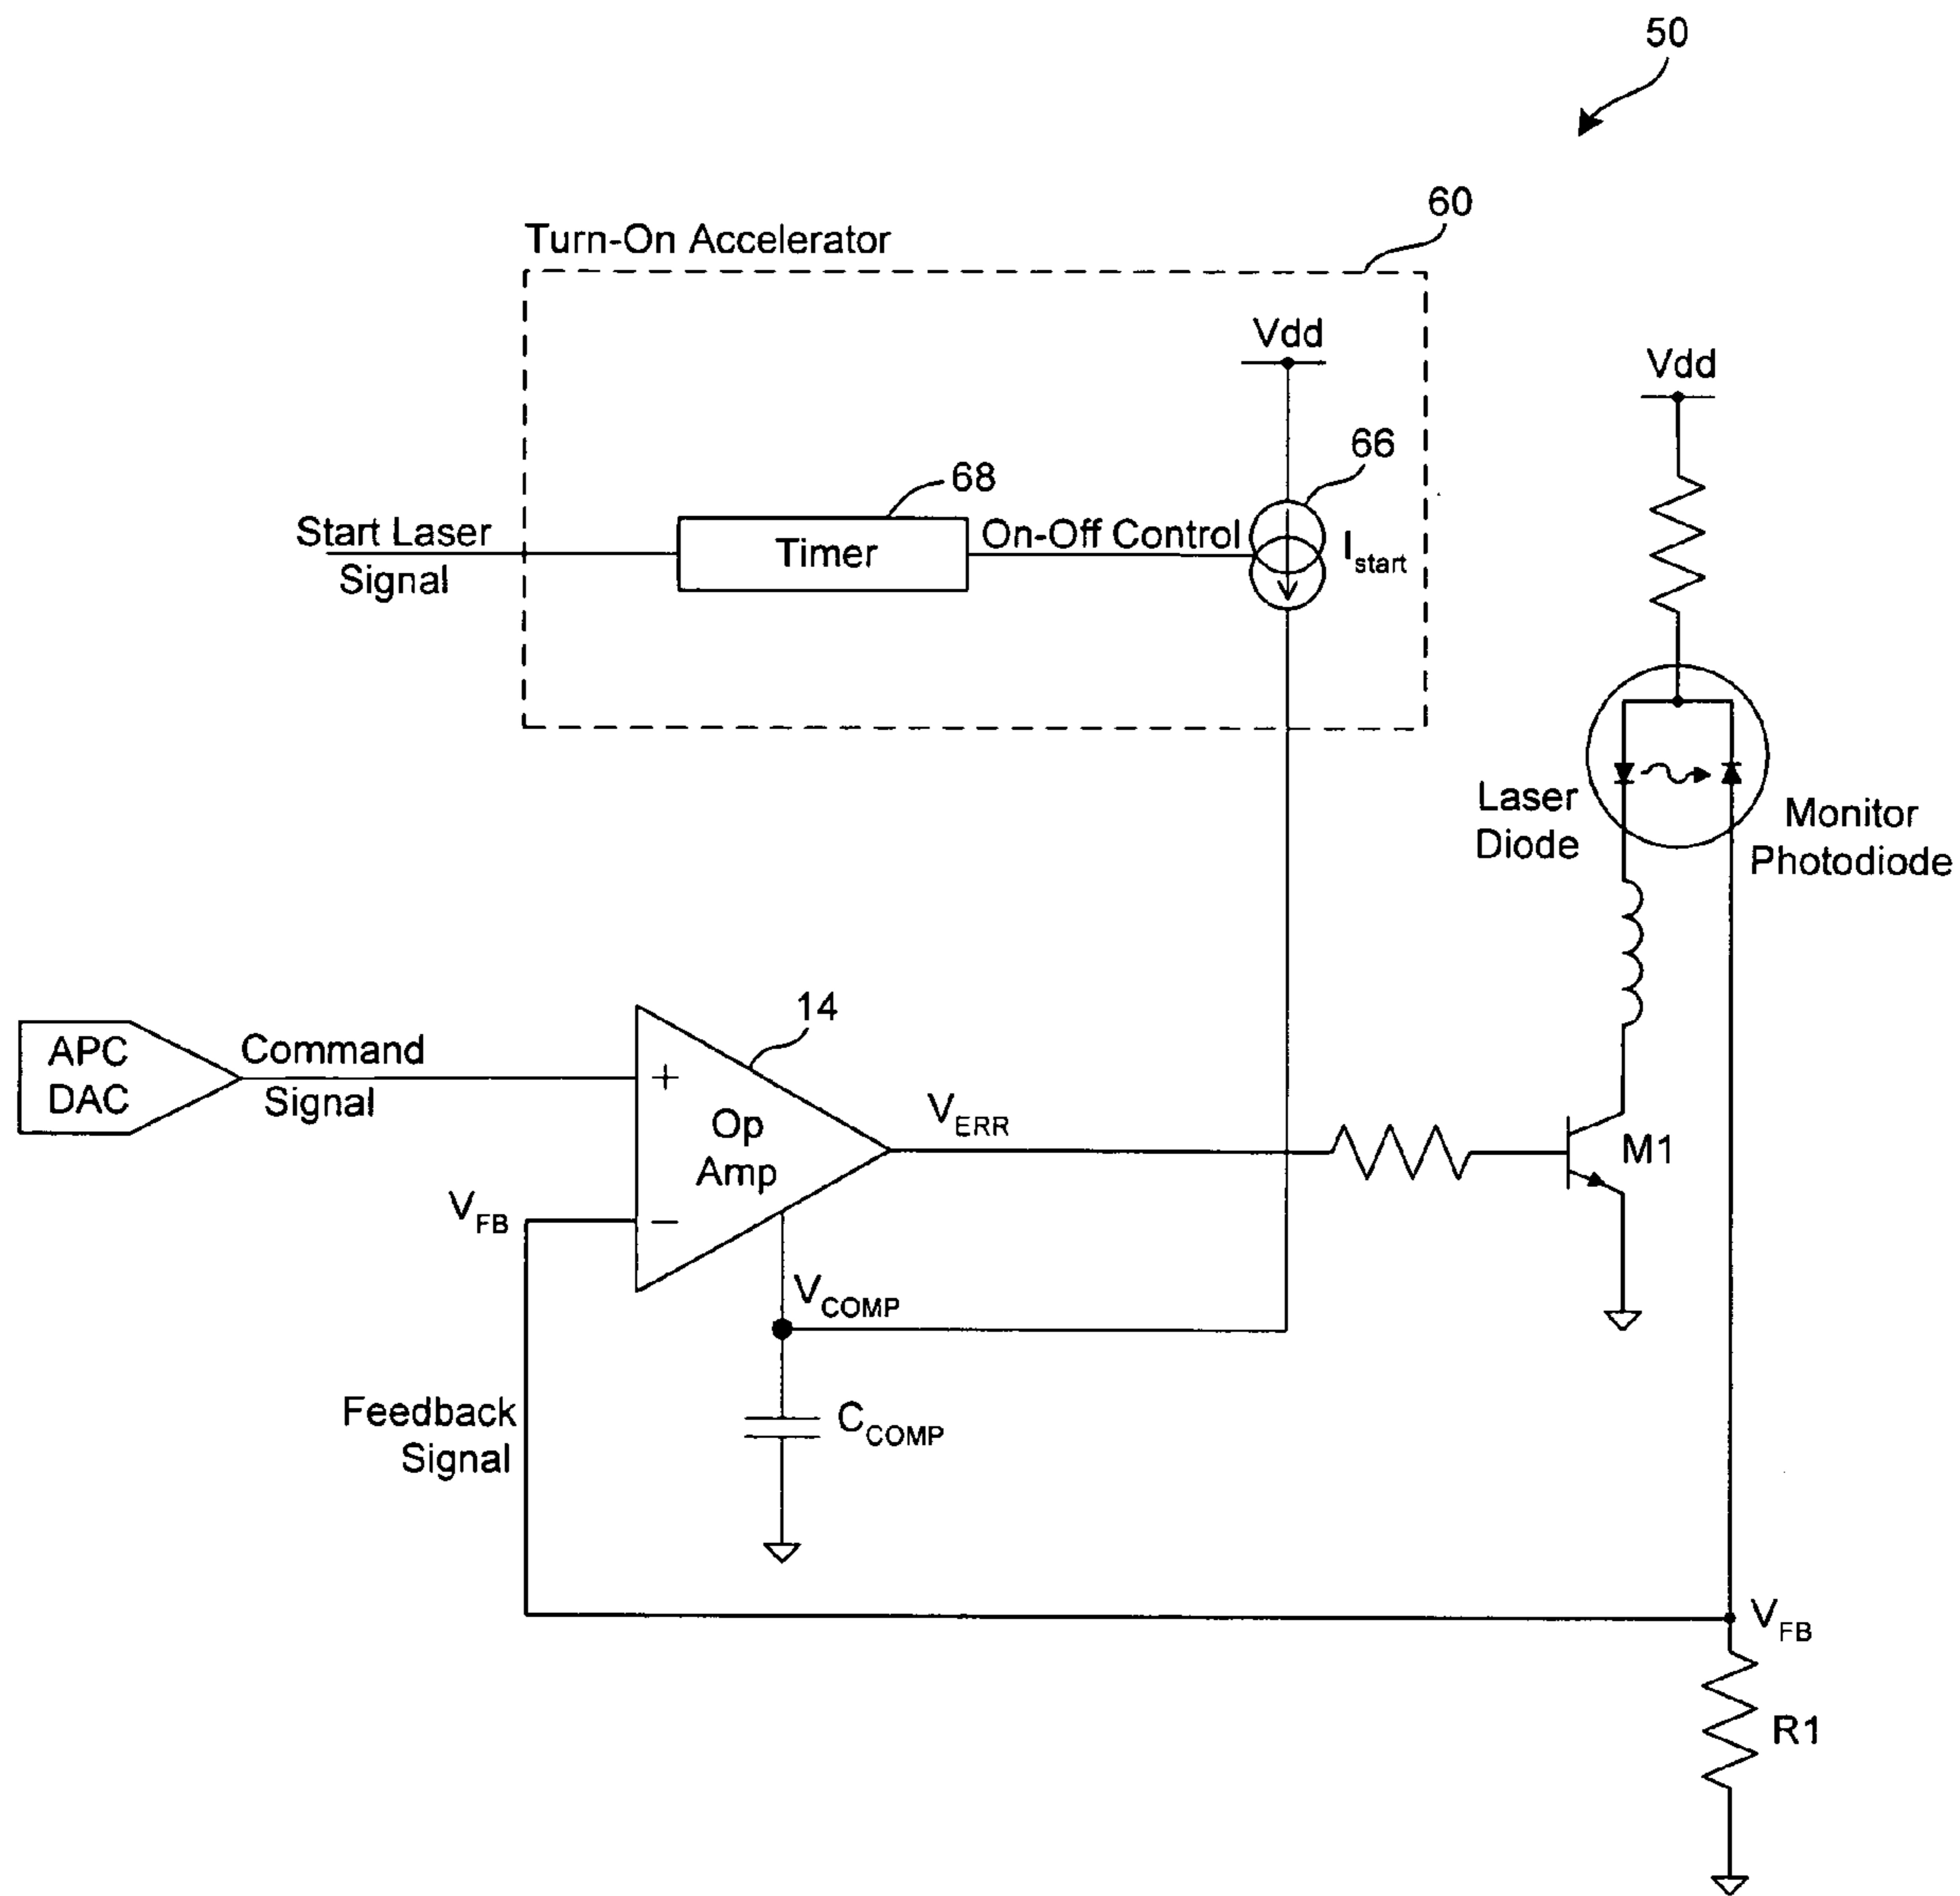 50
60
Turn-On Accelerator
Vdd
Vdd
66
68
Start Laser
Signal
Timer
On-Off Control
Istart
Laser
Diode
Monitor
Photodiode
14
APC
DAC
Command
Signal
+
Op
Amp
VERR
M1
VFB
−
VCOMP
Feedback
Signal
CCOMP
VFB
R1